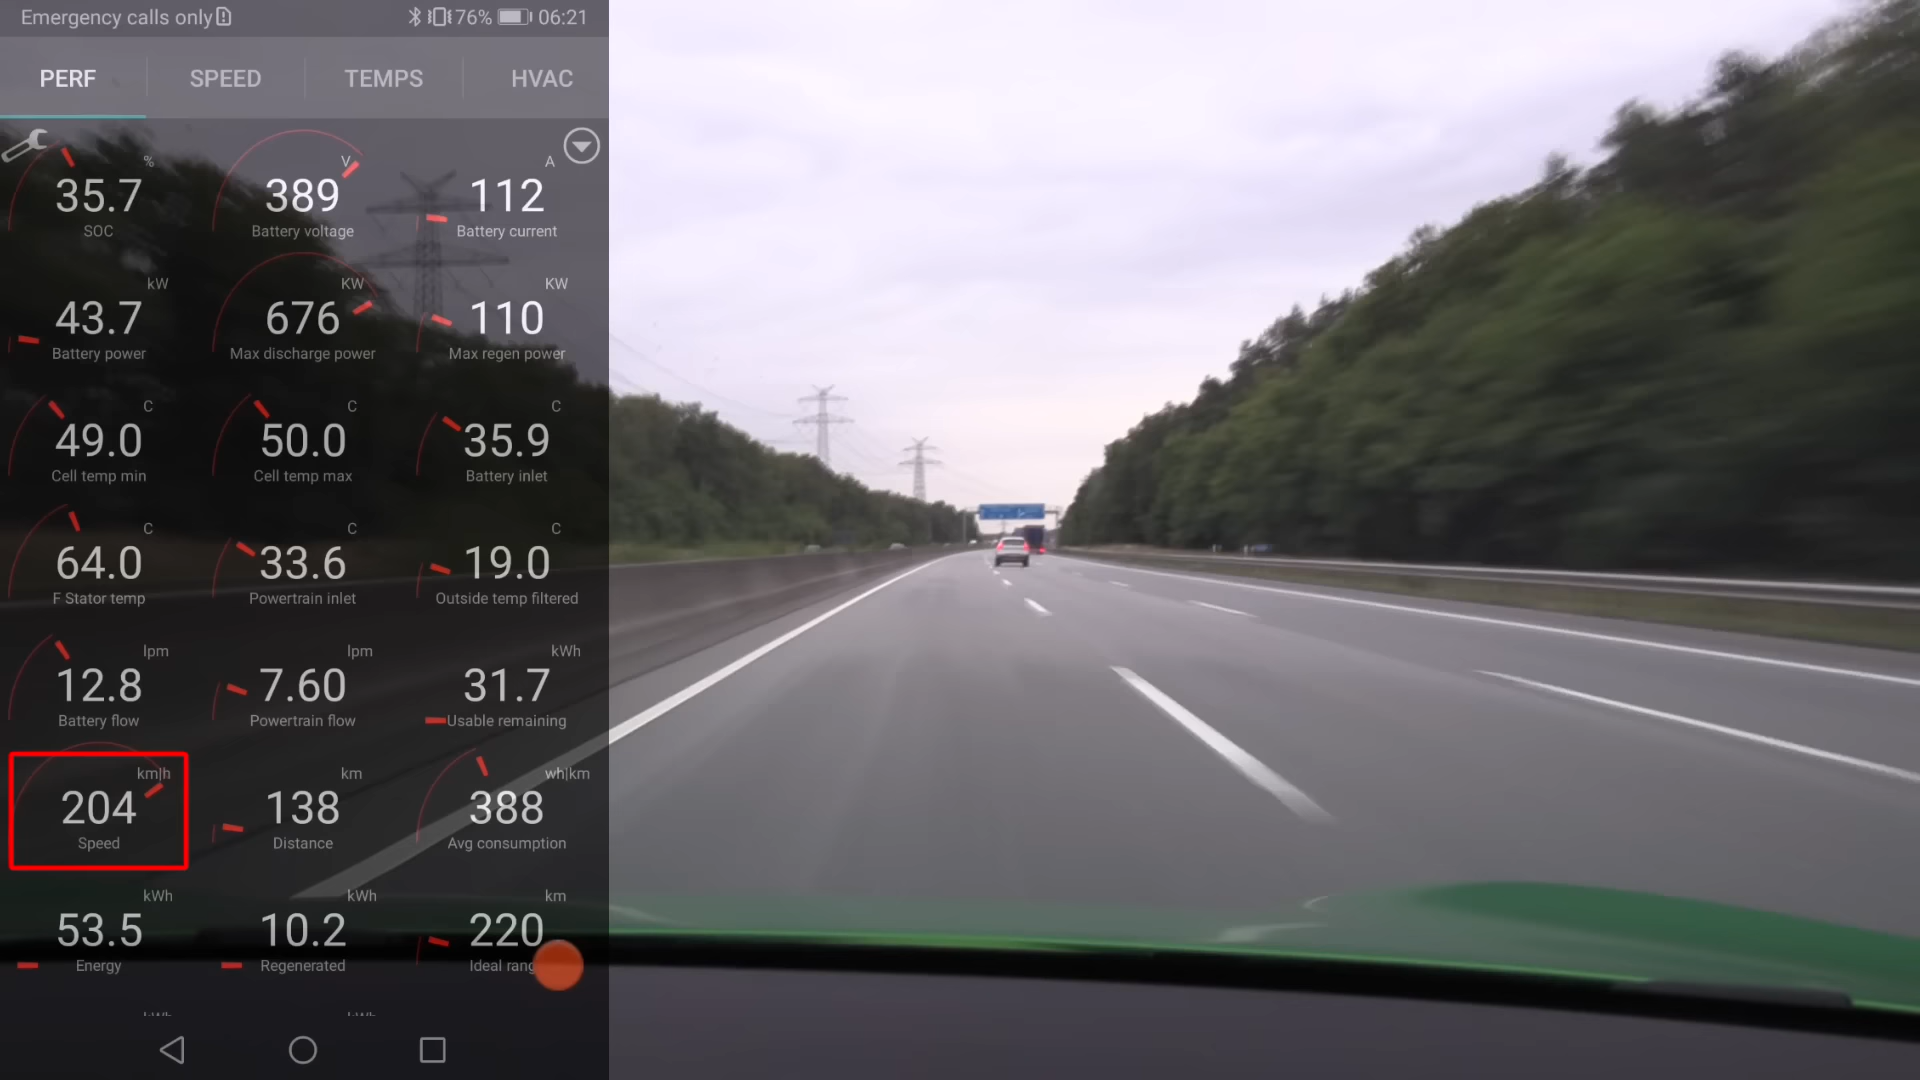 Emergency calls only 76% 06:21
PERF SPEED TEMPS HVAC
% V A
35.7 389 112
SOC Battery voltage Battery current
kW KW KW
43.7 676 110
Battery power Max discharge power Max regen power
C C C
49.0 50.0 35.9
Cell temp min Cell temp max Battery inlet
C C C
64.0 33.6 19.0
F Stator temp Powertrain inlet Outside temp filtered
lpm lpm kWh
12.8 7.60 31.7
Battery flow Powertrain flow Usable remaining
km|h km wh|km
204 138 388
Speed Distance Avg consumption
kWh kWh km
53.5 10.2 220
Energy Regenerated Ideal rang